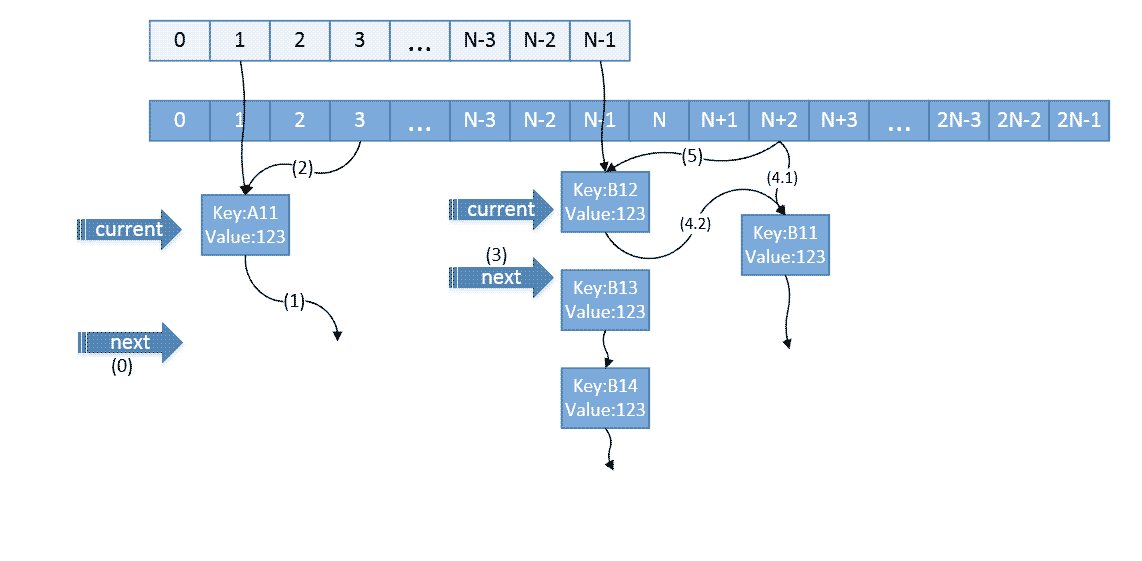 0 1 2 3 ... N-3 N-2 N-1
0 1 2 3 ... N-3 N-2 N-1 N N+1 N+2 N+3 ... 2N-3 2N-2 2N-1
(2)
(5)
(4.1)
current
Key:A11
Value:123
current
Key:B12
Value:123
(4.2)
Key:B11
Value:123
(3)
next
Key:B13
Value:123
(1)
next
(0)
Key:B14
Value:123